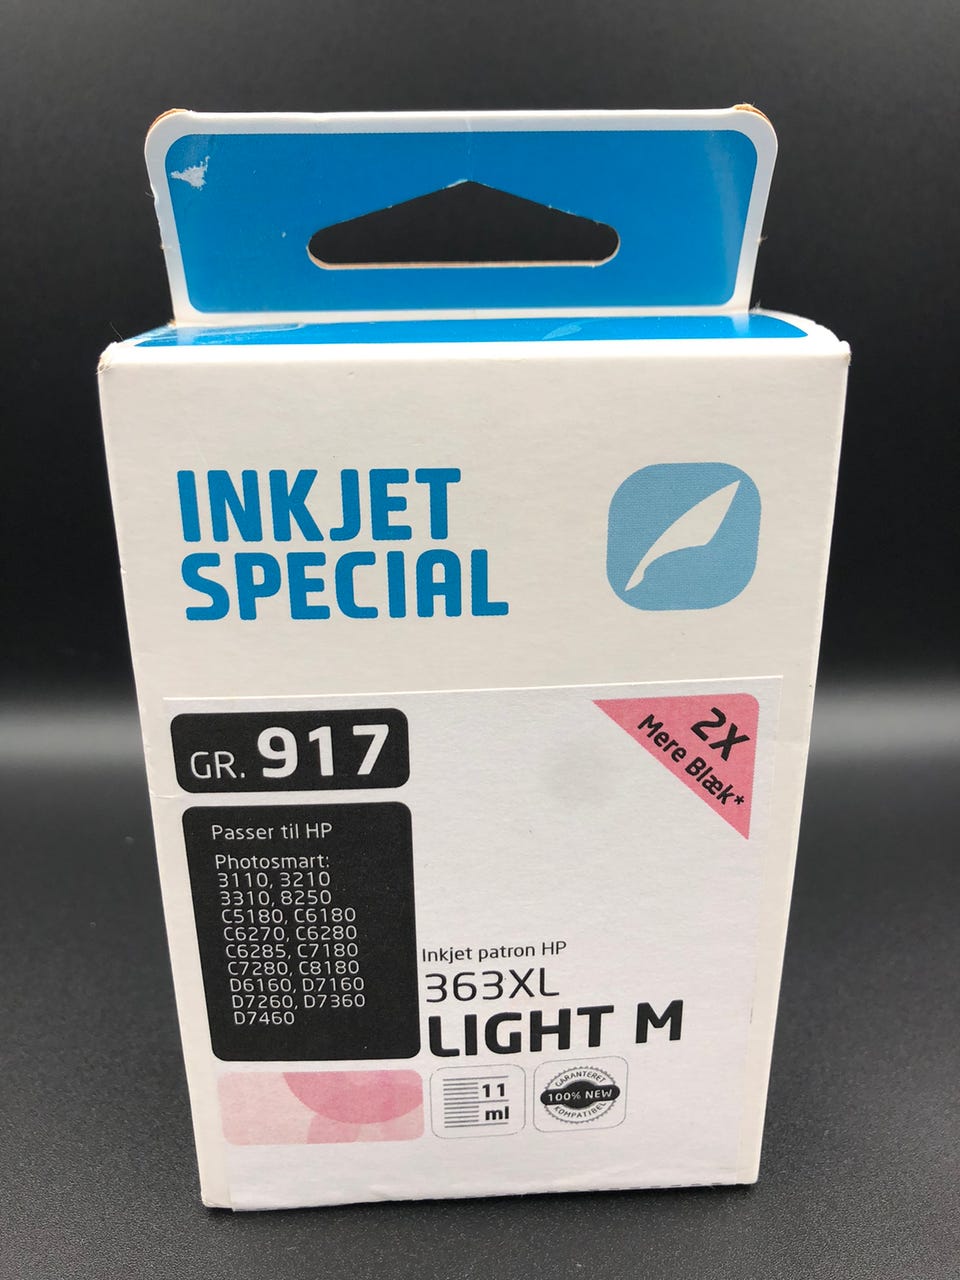 INKJET
SPECIAL
GR. 917
2X
Mere Blæk*
Passer til HP
Photosmart:
3110, 3210
3310, 8250
C5180, C6180
C6270, C6280
C6285, C7180
C7280, C8180
D6160, D7160
D7260, D7360
D7460
Inkjet patron HP
363XL
LIGHT M
11
ml
GARANTERET
100% NEW
KOMPATIBEL